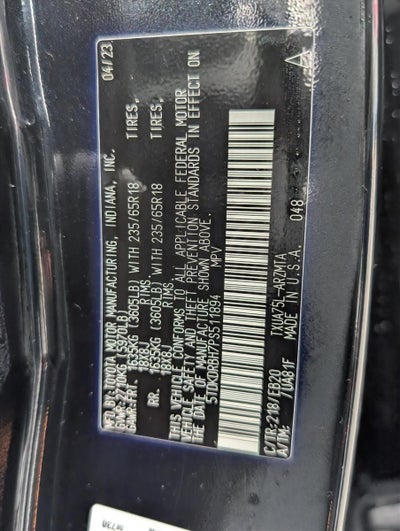 MFD.BY: TOYOTA MOTOR MANUFACTURING, INDIANA, INC. 04/23
GVWR:2710KG (5970LB)
GAWR:FRT. 1635KG (3605LB) WITH 235/65R18 TIRES,
18X8J RIMS
RR. 1635KG (3605LB) WITH 235/65R18 TIRES,
18X8J RIMS
THIS VEHICLE CONFORMS TO ALL APPLICABLE FEDERAL MOTOR
VEHICLE SAFETY AND THEFT PREVENTION STANDARDS IN EFFECT ON
THE DATE OF MANUFACTURE SHOWN ABOVE.
5TDKDRBH7PS511894 MPV
C/TR:218/EB20 TXUA75L-ARZMTA 048
A/TM: /UA81F MADE IN U.S.A.